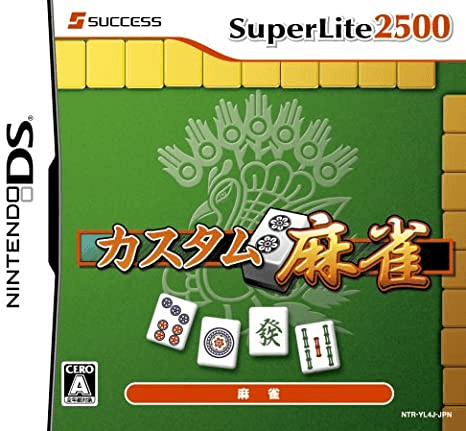 SUCCESS
SuperLite2500
NINTENDO DS
カスタム麻雀
發
CERO
A
麻雀
NTR-YL4J-JPN